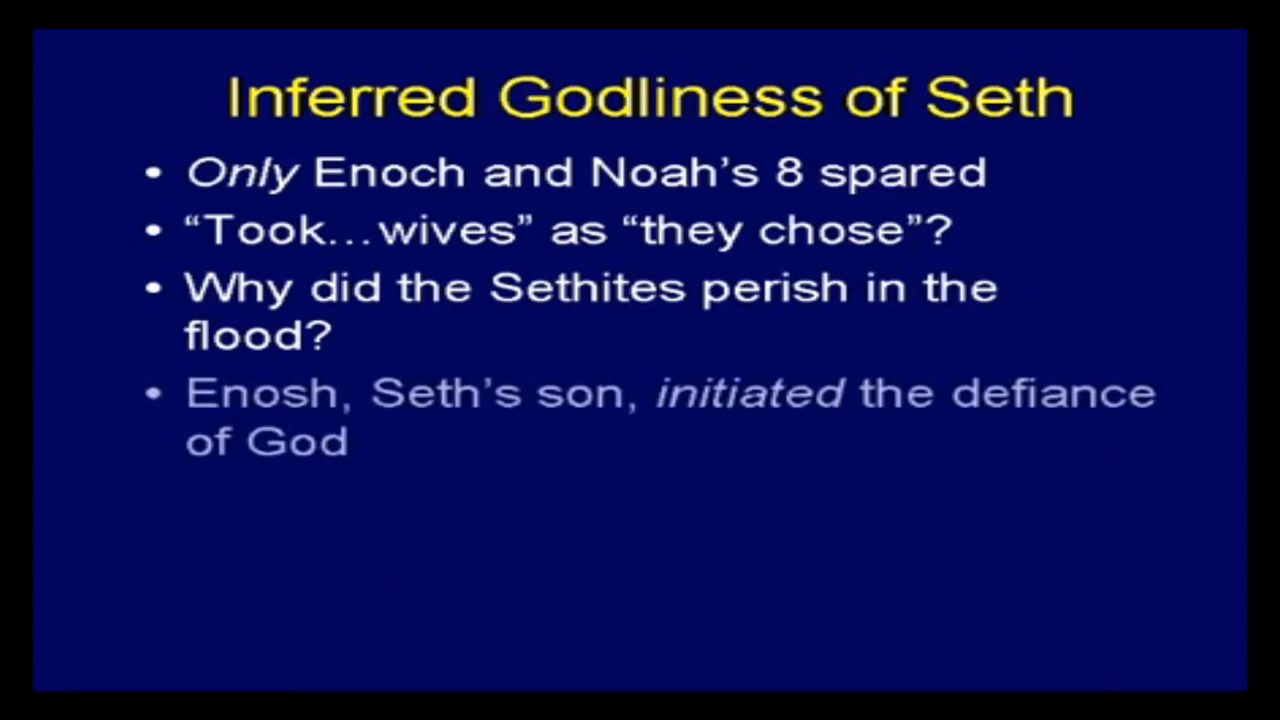 Inferred Godliness of Seth
• Only Enoch and Noah’s 8 spared
• “Took…wives” as “they chose”?
• Why did the Sethites perish in the
flood?
• Enosh, Seth’s son, initiated the defiance
of God